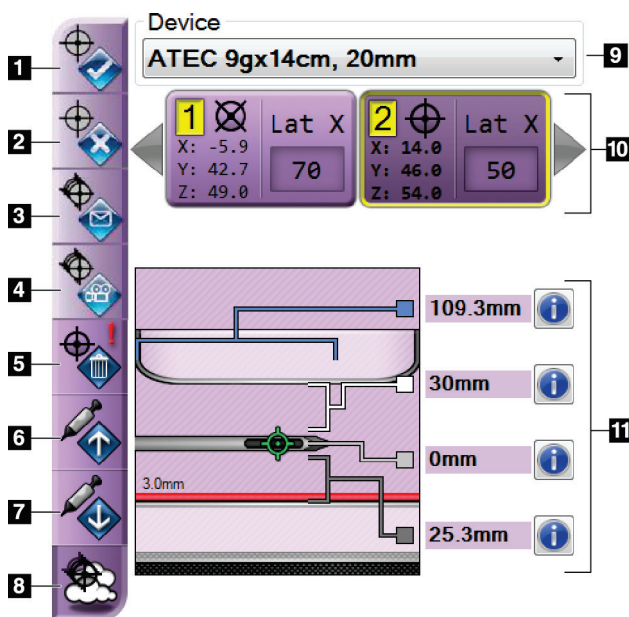 Device
1
ATEC 9gx14cm, 20mm
9
2
1
Lat X
X: -5.9
Y: 42.7
Z: 49.0
70
2
Lat X
X: 14.0
Y: 46.0
Z: 54.0
50
10
3
4
109.3mm
5
!
30mm
6
0mm
11
7
3.0mm
25.3mm
8